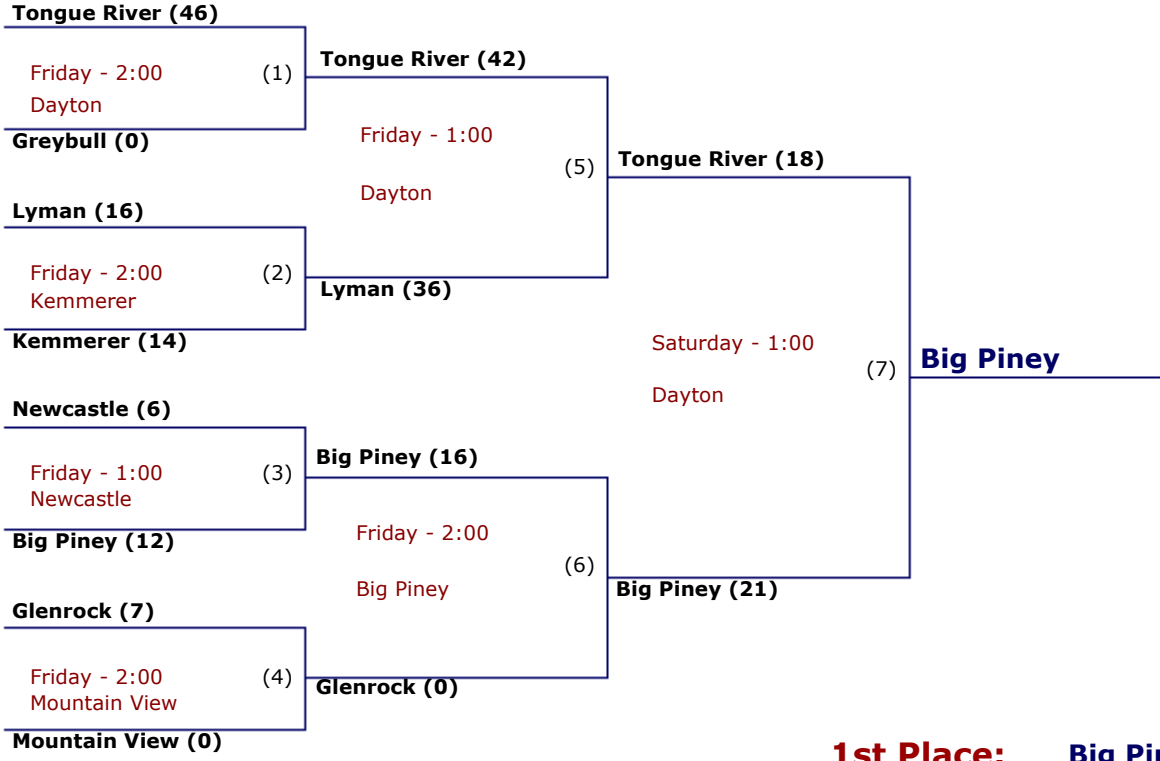 Tongue River (46)
Friday - 2:00
(1)
Dayton
Greybull (0)
Tongue River (42)
Friday - 1:00
(5)
Dayton
Tongue River (18)
Lyman (16)
Friday - 2:00
(2)
Kemmerer
Kemmerer (14)
Lyman (36)
Saturday - 1:00
(7)
Dayton
Big Piney
Newcastle (6)
Friday - 1:00
(3)
Newcastle
Big Piney (12)
Big Piney (16)
Friday - 2:00
(6)
Big Piney
Big Piney (21)
Glenrock (7)
Friday - 2:00
(4)
Mountain View
Mountain View (0)
Glenrock (0)
1st Place: Big